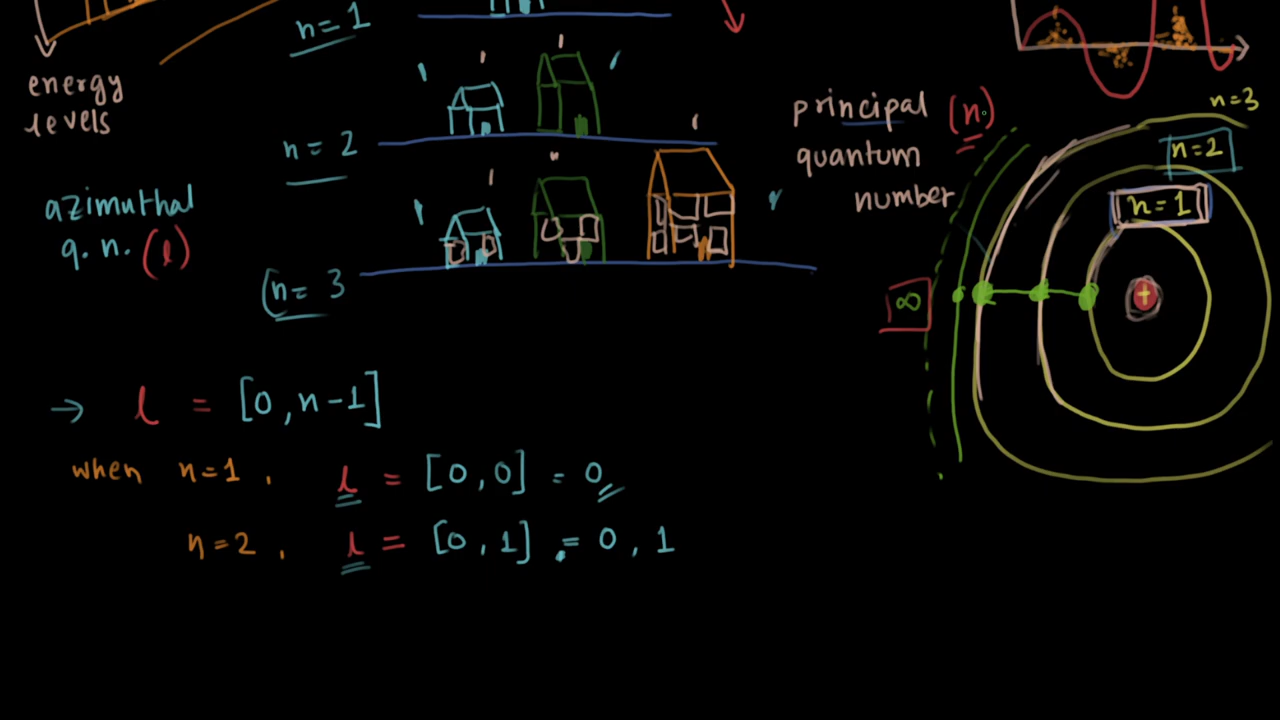 n=1
energy
levels
n=2
azimuthal
q.n. (l)
(n=3
principal (n)
quantum
number
n=3
n=2
n=1
+
∞
→ l = [0, n-1]
when n=1, l = [0,0] = 0
n=2, l = [0,1] = 0, 1